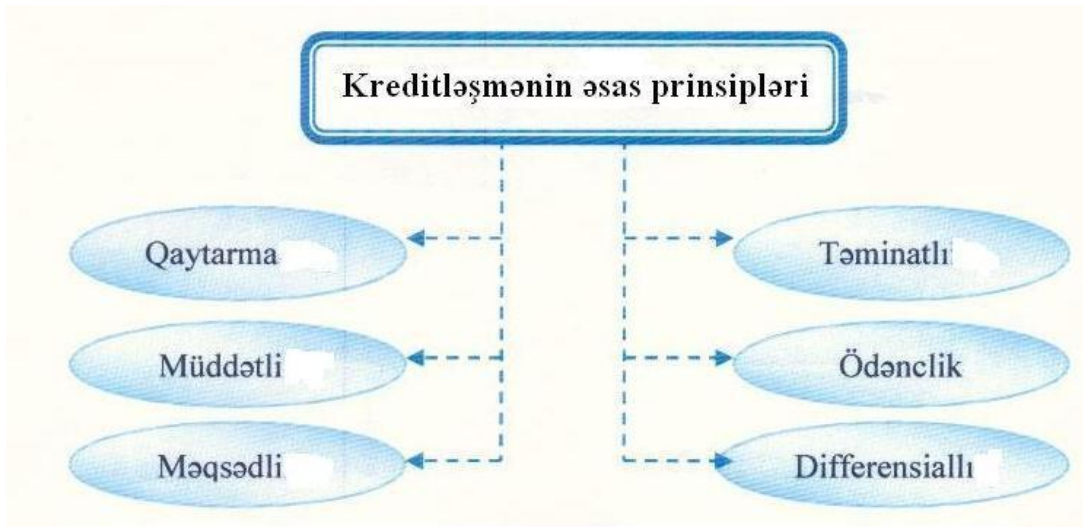 Kreditləşmənin əsas prinsipləri
Qaytarma
Müddətli
Məqsədli
Təminatlı
Ödənclik
Differensiallı